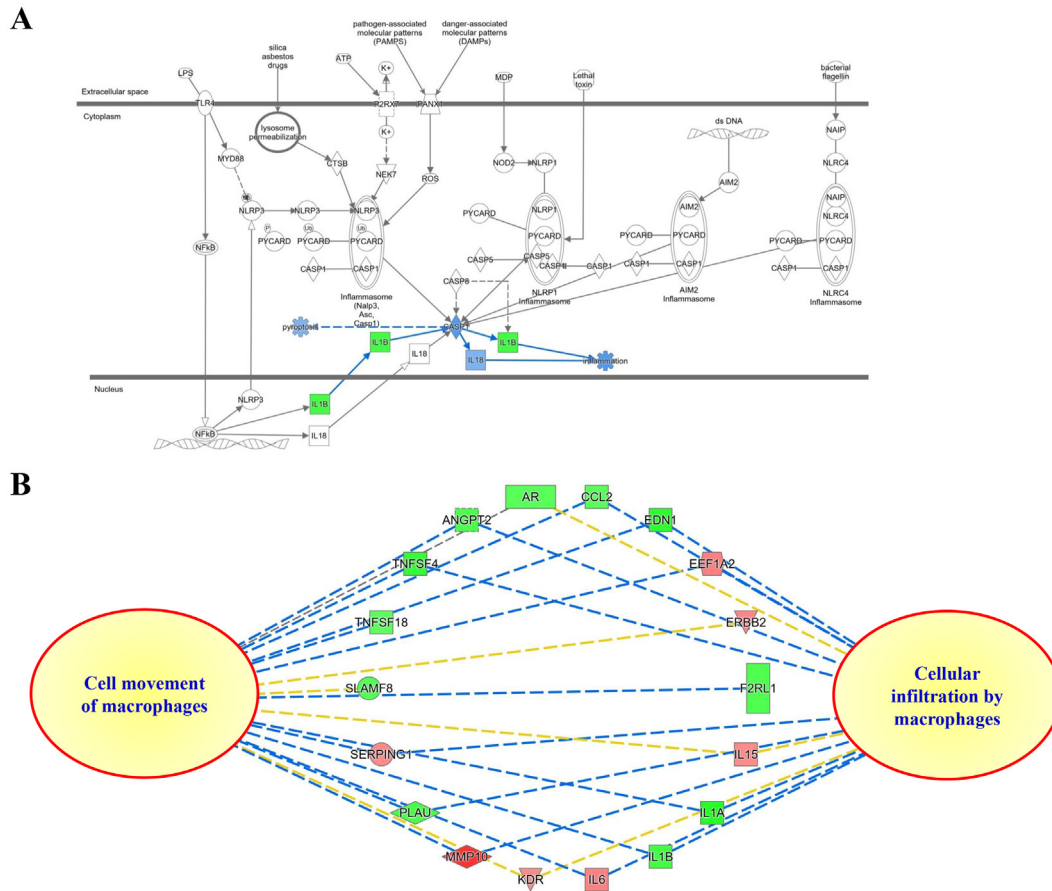 A
pathogen-associated
molecular patterns
(PAMPS)
danger-associated
molecular patterns
(DAMPs)
silica
asbestos
drugs
ATP
K+
LPS
MDP
Lethal
toxin
bacterial
flagellin
Extracellular space
TLR4
P2RX7
PANX1
Cytoplasm
lysosome
permeabilization
K+
ds DNA
NAIP
MYD88
CTSB
NEK7
ROS
NOD2
NLRP1
NLRC4
AIM2
NLRP3
NLRP3
NLRP3
NLRP1
AIM2
NAIP
NLRC4
PYCARD
P
PYCARD
Ub
PYCARD
Ub
PYCARD
PYCARD
PYCARD
PYCARD
PYCARD
PYCARD
NFkB
CASP1
CASP1
CASP5
CASP5
CASP1
CASP1
CASP1
CASP1
CASP1
CASP8
Inflammasome
(Nalp3,
Asc,
Casp1)
NLRP1
Inflammasome
AIM2
Inflammasome
NLRC4
Inflammasome
pyroptosis
CASP1
IL1B
IL18
IL18
IL1B
inflammation
Nucleus
NLRP3
IL1B
NFkB
IL18
B
AR
CCL2
ANGPT2
EDN1
TNFSF4
EEF1A2
TNFSF18
ERBB2
Cell movement
of macrophages
SLAMF8
F2RL1
Cellular
infiltration by
macrophages
SERPING1
IL15
PLAU
IL1A
MMP10
IL1B
KDR
IL6